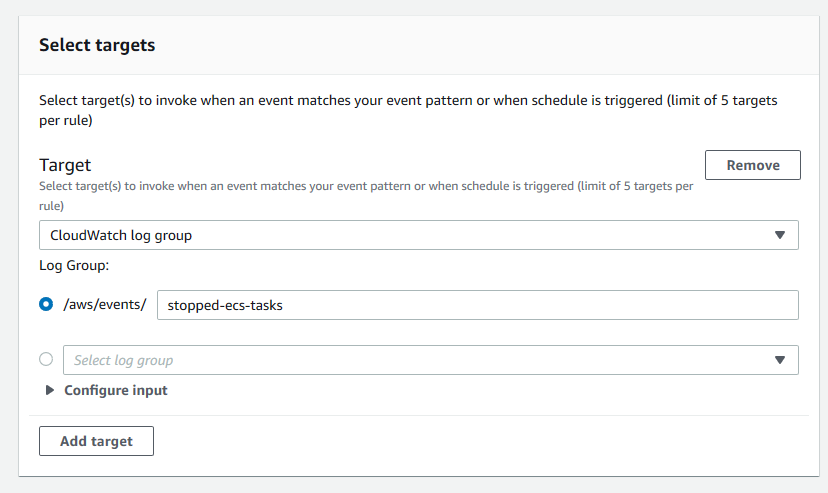 Select targets
Select target(s) to invoke when an event matches your event pattern or when schedule is triggered (limit of 5 targets
per rule)
Target
Remove
Select target(s) to invoke when an event matches your event pattern or when schedule is triggered (limit of 5 targets per
rule)
CloudWatch log group
Log Group:
/aws/events/ stopped-ecs-tasks
Select log group
Configure input
Add target